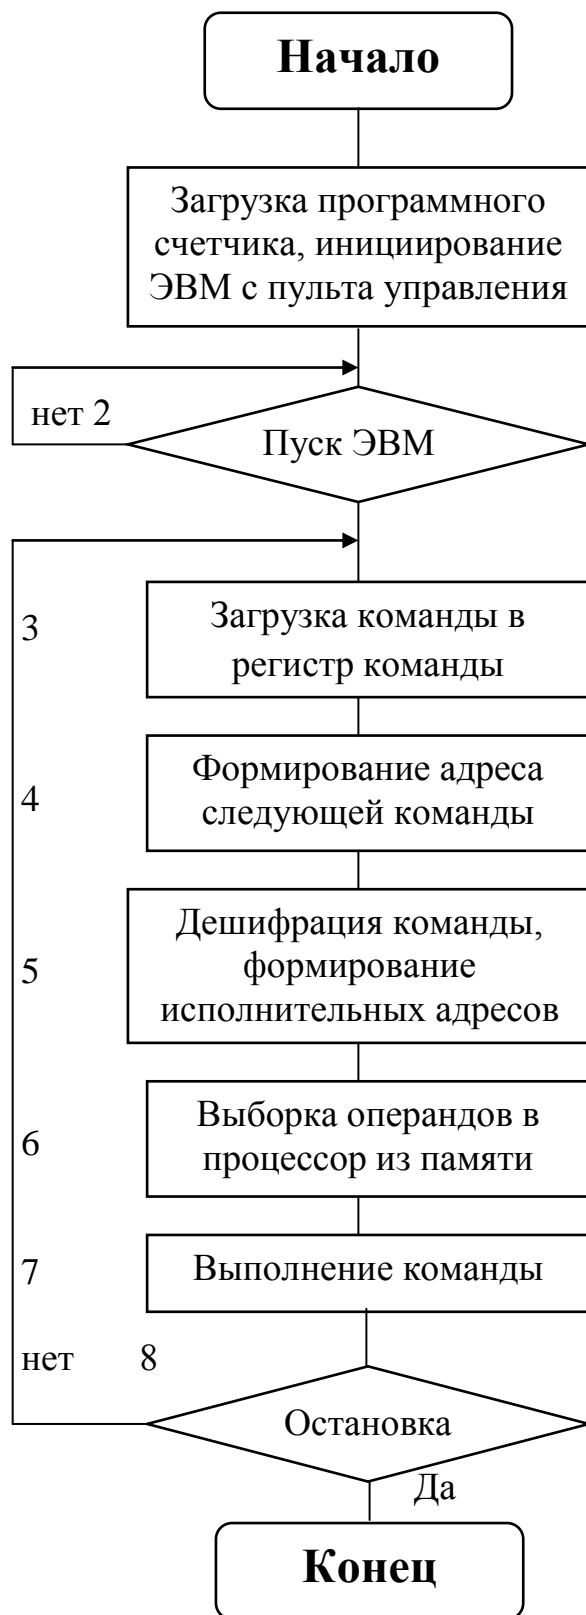 Начало
Загрузка программного
счетчика, инициирование
ЭВМ с пульта управления
нет 2
Пуск ЭВМ
3
Загрузка команды в
регистр команды
4
Формирование адреса
следующей команды
5
Дешифрация команды,
формирование
исполнительных адресов
6
Выборка операндов в
процессор из памяти
7
Выполнение команды
нет 8
Остановка
Да
Конец